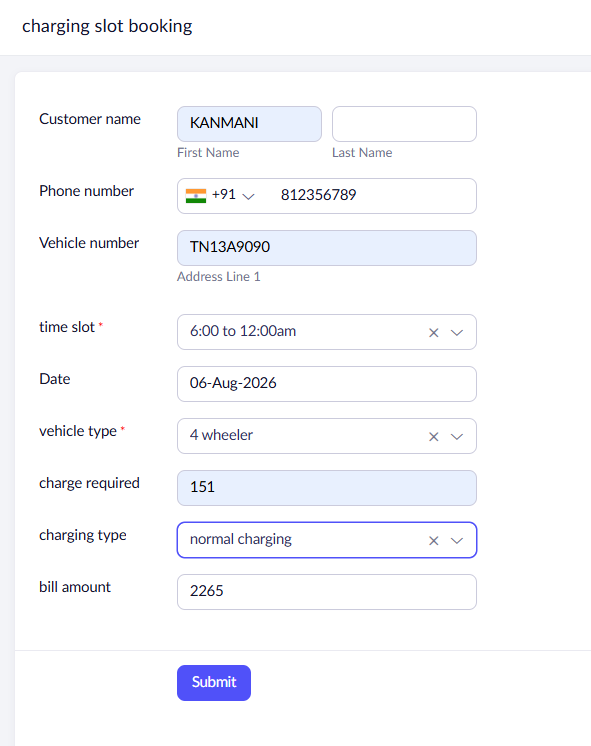 charging slot booking
Customer name KANMANI
First Name Last Name
Phone number +91 812356789
Vehicle number TN13A9090
Address Line 1
time slot * 6:00 to 12:00am
Date 06-Aug-2026
vehicle type * 4 wheeler
charge required 151
charging type normal charging
bill amount 2265
Submit